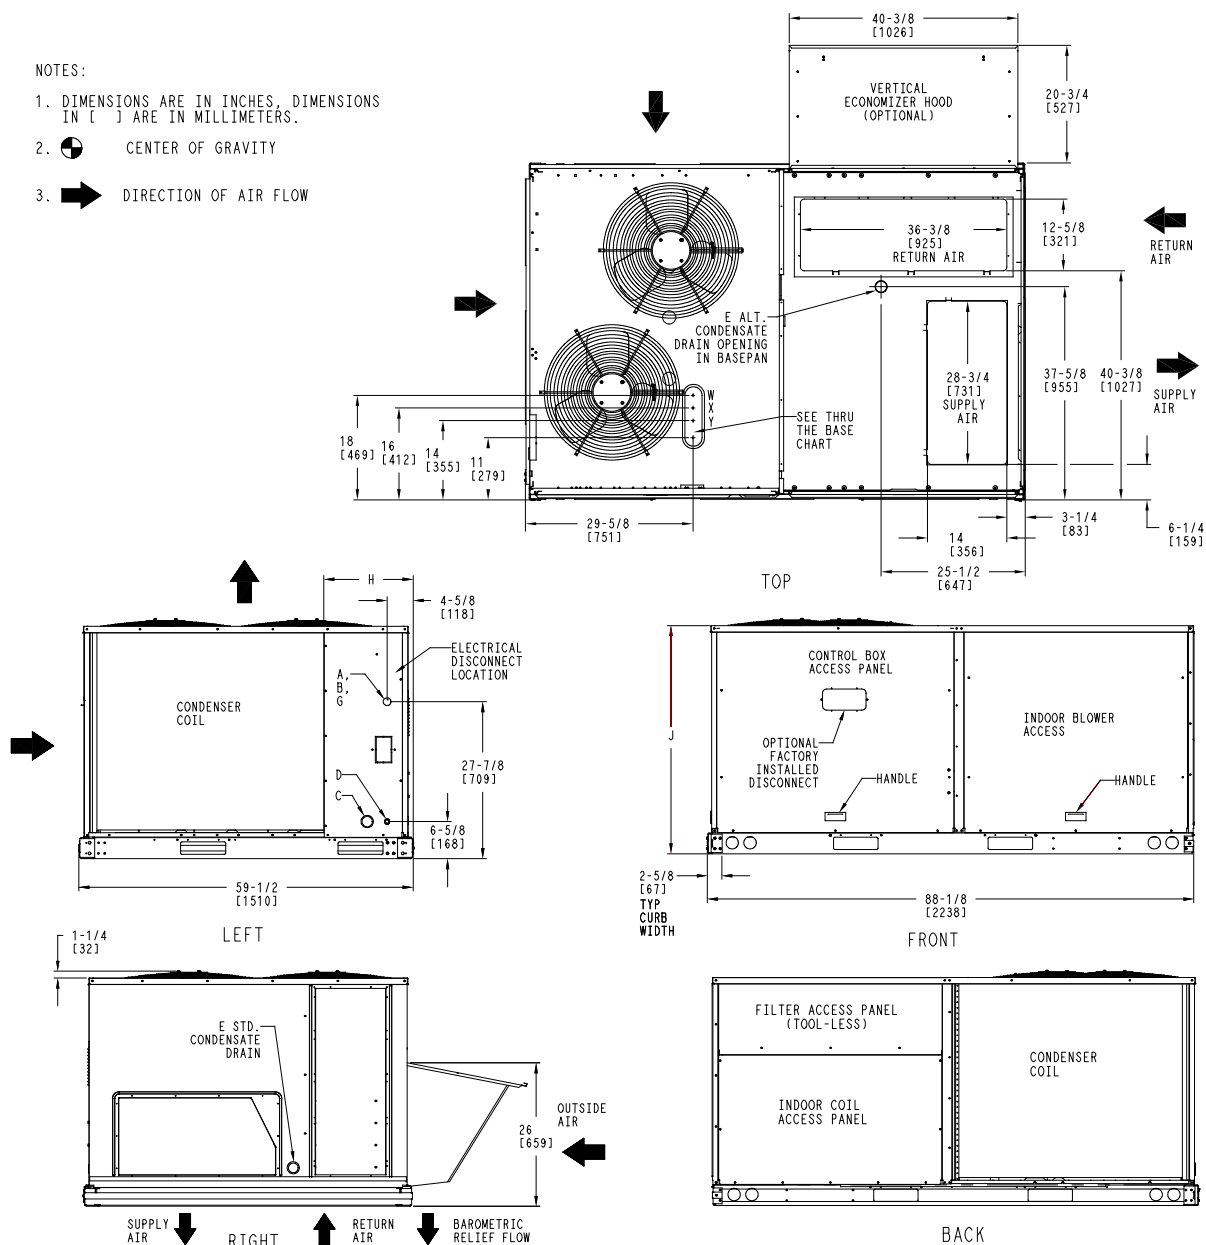 NOTES:
1. DIMENSIONS ARE IN INCHES, DIMENSIONS
IN [ ] ARE IN MILLIMETERS.
2. CENTER OF GRAVITY
3. DIRECTION OF AIR FLOW
40-3/8
[1026]
VERTICAL
ECONOMIZER HOOD
(OPTIONAL)
20-3/4
[527]
36-3/8
[925]
RETURN AIR
12-5/8
[321]
RETURN
AIR
E ALT.
CONDENSATE
DRAIN OPENING
IN BASEPAN
28-3/4
[731]
SUPPLY
AIR
37-5/8
[955]
40-3/8
[1027]
SUPPLY
AIR
W
X
Y
SEE THRU
THE BASE
CHART
18
[469]
16
[412]
14
[355]
11
[279]
29-5/8
[751]
14
[356]
3-1/4
[83]
6-1/4
[159]
25-1/2
[647]
TOP
H
4-5/8
[118]
ELECTRICAL
DISCONNECT
LOCATION
A,
B,
G
CONDENSER
COIL
27-7/8
[709]
D
C
6-5/8
[168]
59-1/2
[1510]
LEFT
CONTROL BOX
ACCESS PANEL
J
OPTIONAL
FACTORY
INSTALLED
DISCONNECT
HANDLE
INDOOR BLOWER
ACCESS
HANDLE
2-5/8
[67]
TYP
CURB
WIDTH
88-1/8
[2238]
FRONT
1-1/4
[32]
E STD.
CONDENSATE
DRAIN
26
[659]
OUTSIDE
AIR
SUPPLY
AIR
RIGHT
RETURN
AIR
BAROMETRIC
RELIEF FLOW
FILTER ACCESS PANEL
(TOOL-LESS)
INDOOR COIL
ACCESS PANEL
CONDENSER
COIL
BACK